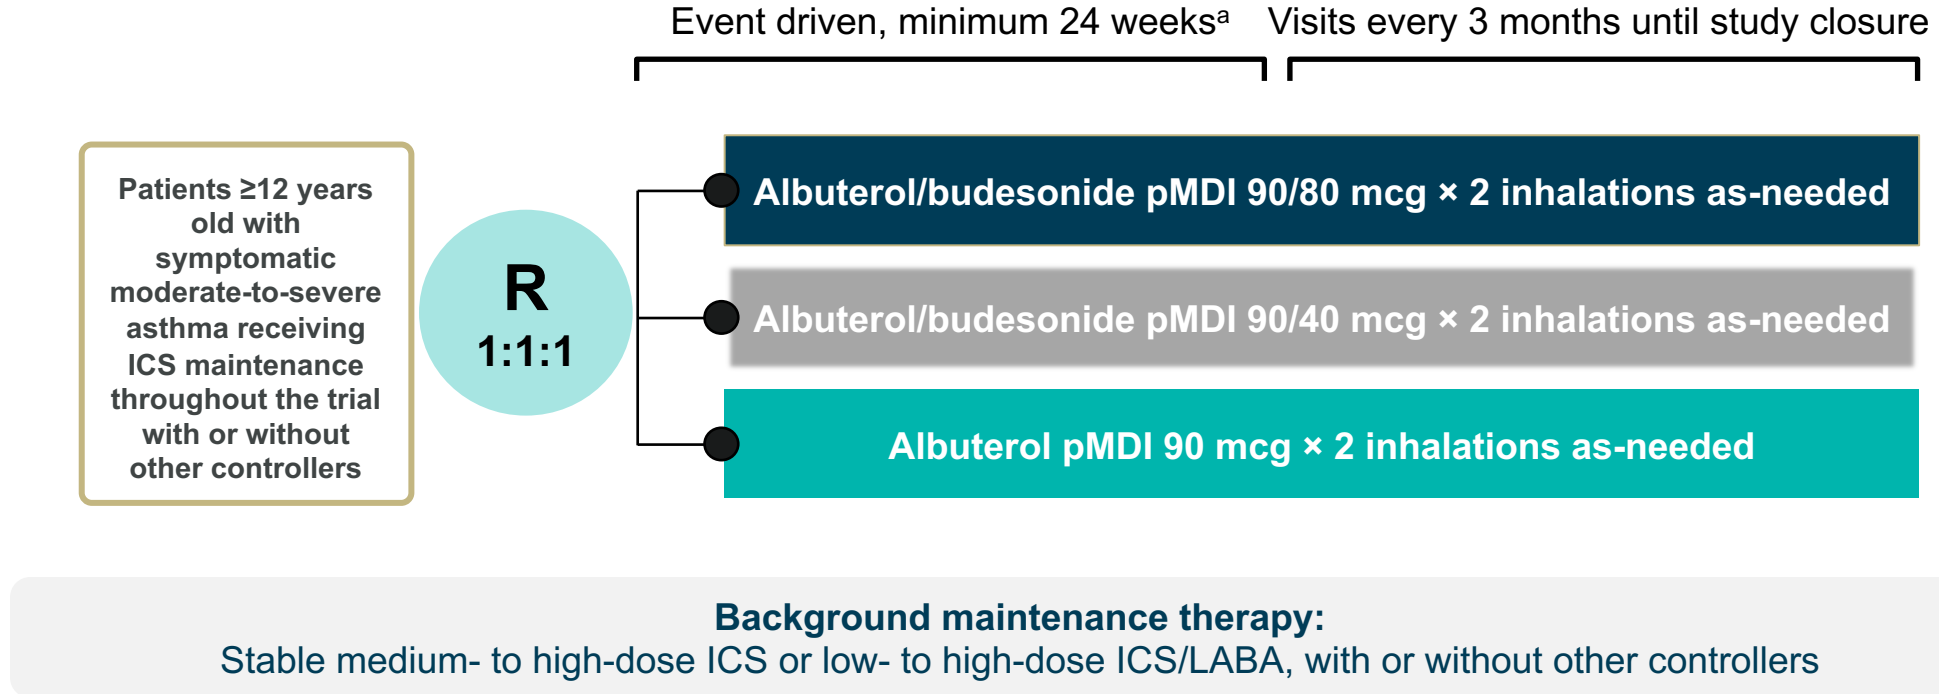 Event driven, minimum 24 weeksᵃ
Visits every 3 months until study closure
Patients ≥12 years
old with
symptomatic
moderate-to-severe
asthma receiving
ICS maintenance
throughout the trial
with or without
other controllers
R
1:1:1
Albuterol/budesonide pMDI 90/80 mcg × 2 inhalations as-needed
Albuterol/budesonide pMDI 90/40 mcg × 2 inhalations as-needed
Albuterol pMDI 90 mcg × 2 inhalations as-needed
Background maintenance therapy:
Stable medium- to high-dose ICS or low- to high-dose ICS/LABA, with or without other controllers